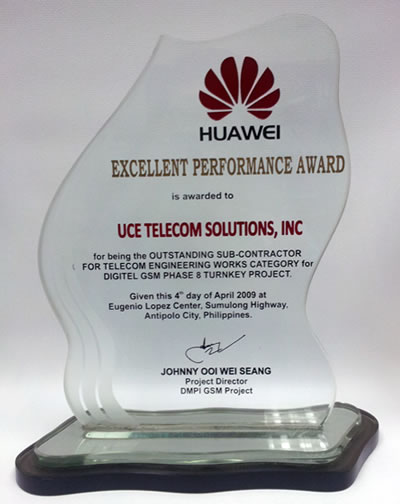 HUAWEI
EXCELLENT PERFORMANCE AWARD
is awarded to
UCE TELECOM SOLUTIONS, INC
for being the OUTSTANDING SUB-CONTRACTOR
FOR TELECOM ENGINEERING WORKS CATEGORY for
DIGITEL GSM PHASE 8 TURNKEY PROJECT.
Given this 4th day of April 2009 at
Eugenio Lopez Center, Sumulong Highway.
Antipolo City, Philippines.
JOHNNY OOI WEI SEANG
Project Director
DMPI GSM Project